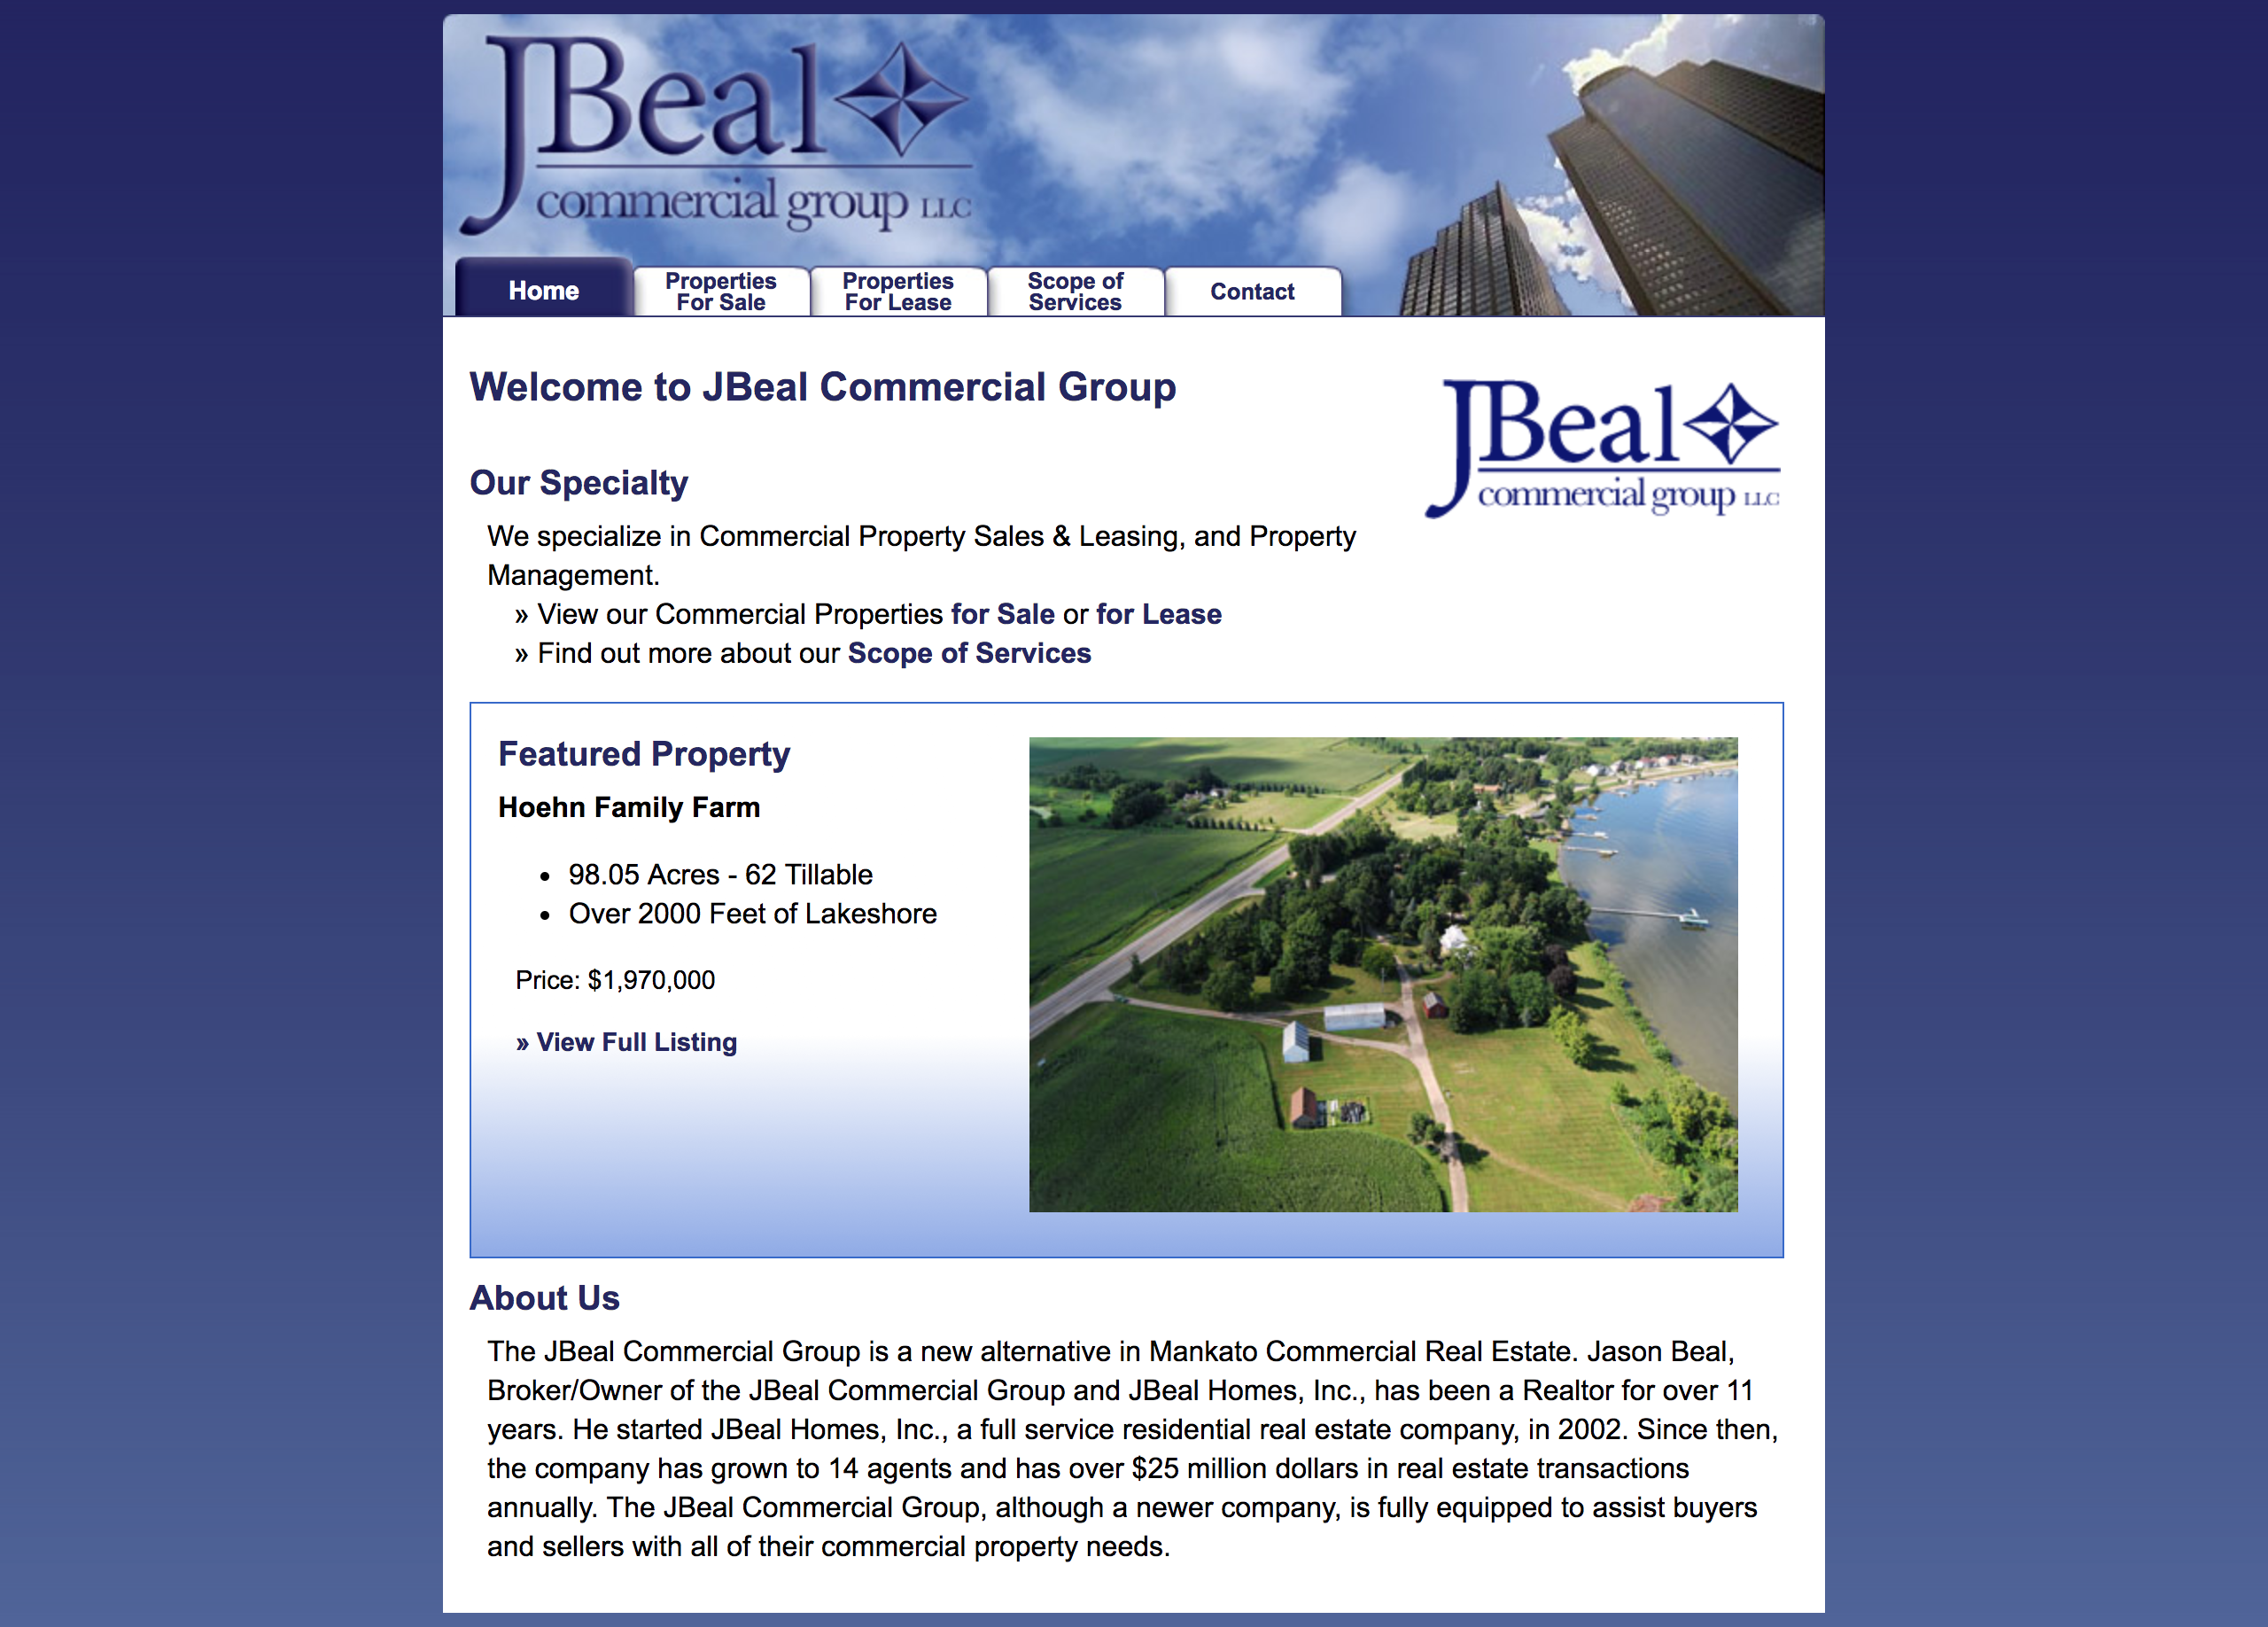 JBeal
commercial group LLC
Home
Properties
For Sale
Properties
For Lease
Scope of
Services
Contact
Welcome to JBeal Commercial Group
JBeal
commercial group LLC
Our Specialty
We specialize in Commercial Property Sales & Leasing, and Property
Management.
» View our Commercial Properties for Sale or for Lease
» Find out more about our Scope of Services
Featured Property
Hoehn Family Farm
• 98.05 Acres - 62 Tillable
• Over 2000 Feet of Lakeshore
Price: $1,970,000
» View Full Listing
About Us
The JBeal Commercial Group is a new alternative in Mankato Commercial Real Estate. Jason Beal,
Broker/Owner of the JBeal Commercial Group and JBeal Homes, Inc., has been a Realtor for over 11
years. He started JBeal Homes, Inc., a full service residential real estate company, in 2002. Since then,
the company has grown to 14 agents and has over $25 million dollars in real estate transactions
annually. The JBeal Commercial Group, although a newer company, is fully equipped to assist buyers
and sellers with all of their commercial property needs.